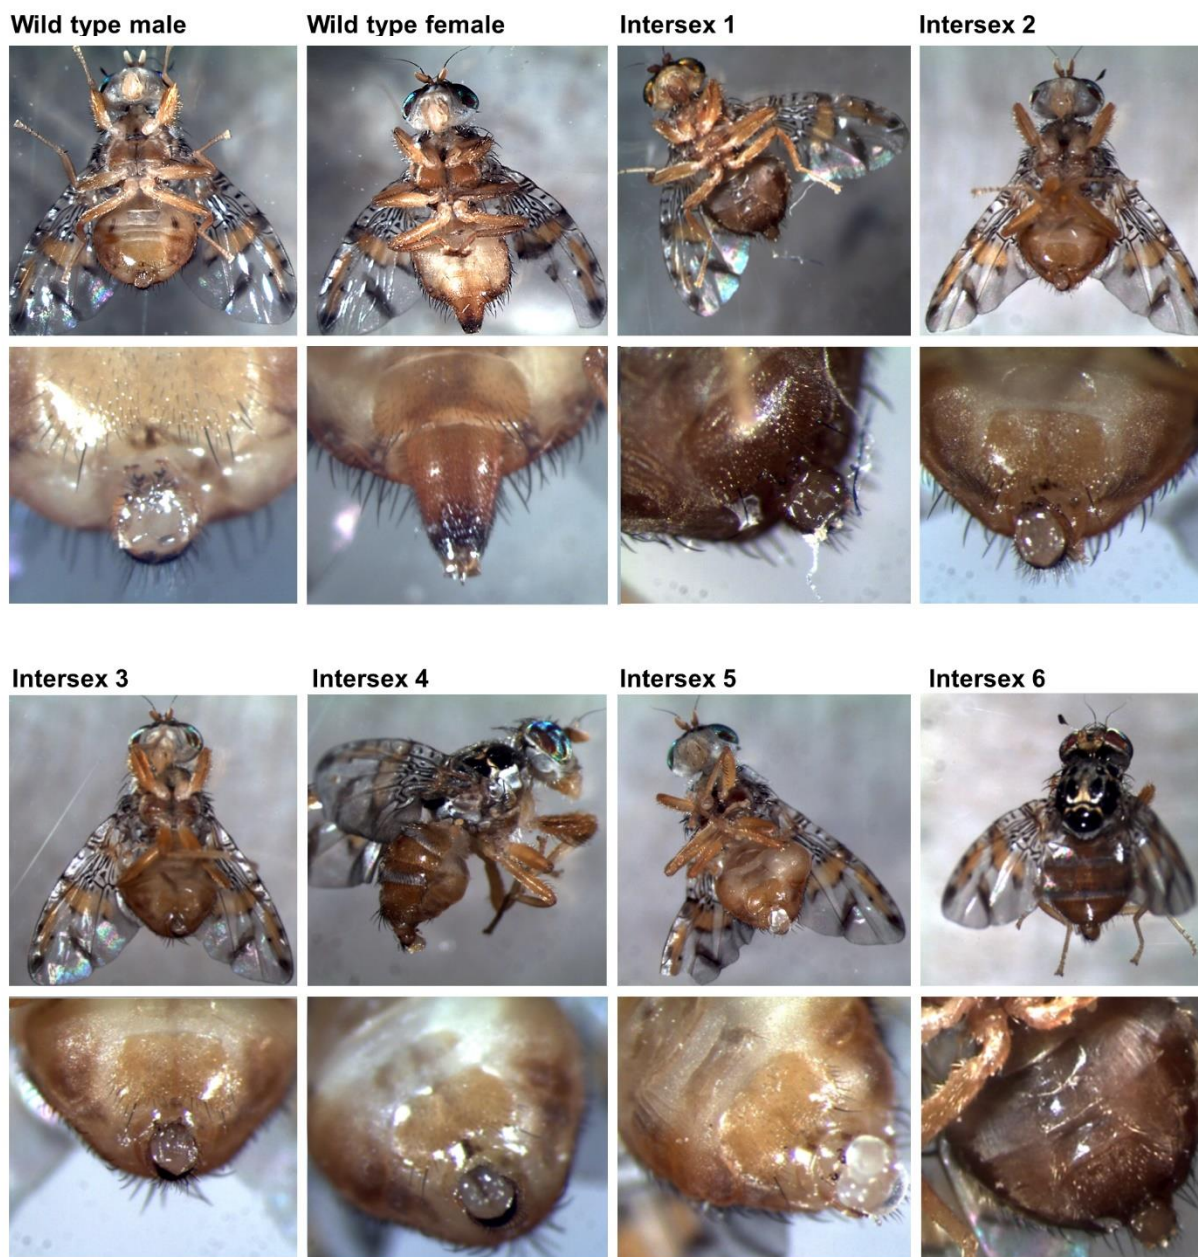 Wild type male
Wild type female
Intersex 1
Intersex 2
Intersex 3
Intersex 4
Intersex 5
Intersex 6